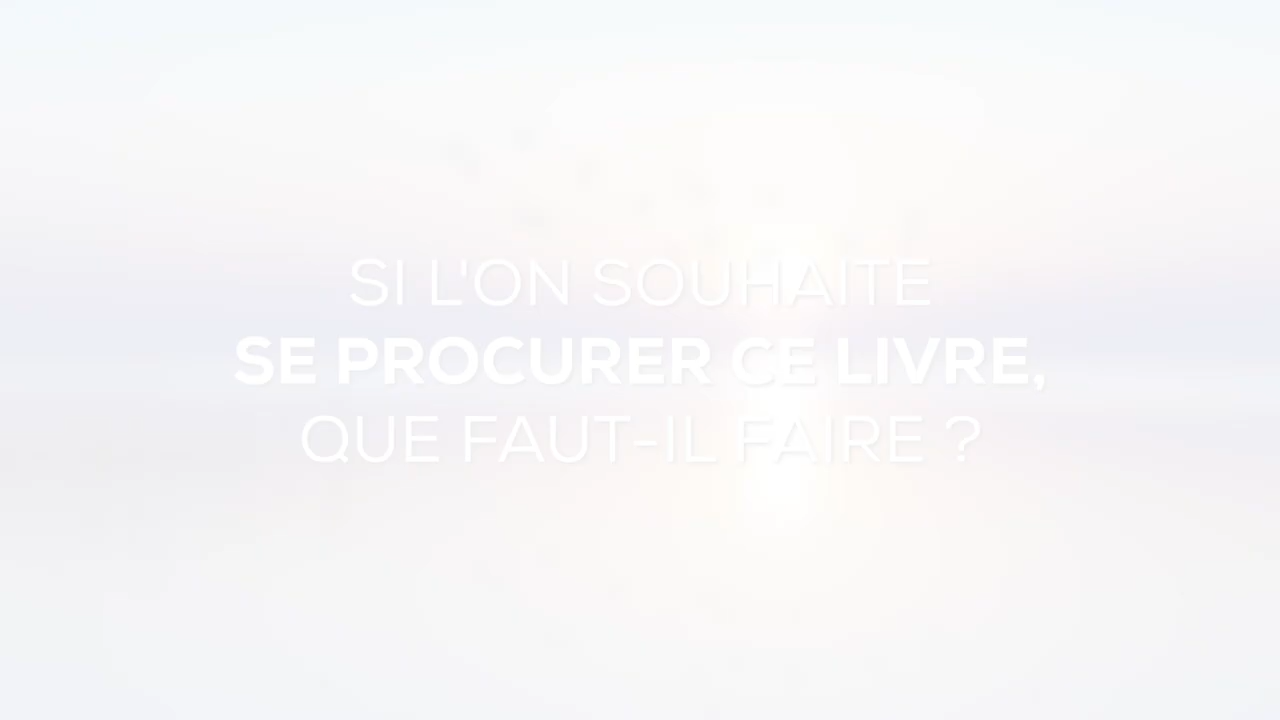 SI L'ON SOUHAITE
SE PROCURER CE LIVRE,
QUE FAUT-IL FAIRE ?